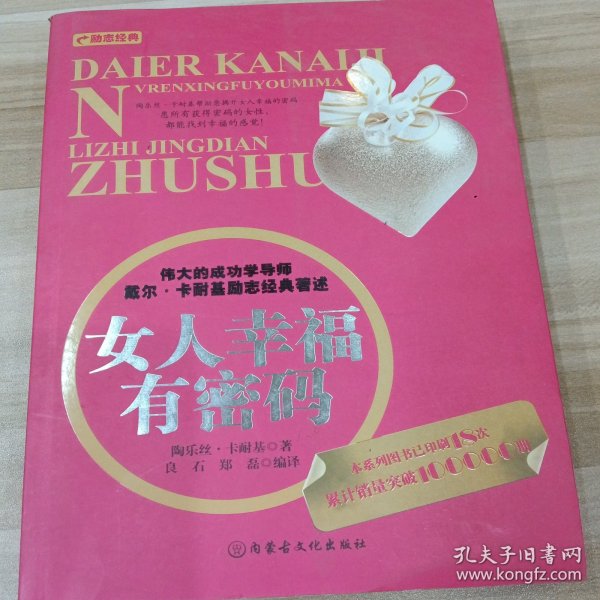 励志经典
DAIER KANAIJI
NVRENXINGFUYOUMIMA
陶乐丝·卡耐基帮助您揭开女人幸福的密码
愿所有获得密码的女性,
都能找到幸福的感觉!
LIZHI JINGDIAN
ZHUSHU
伟大的成功学导师
戴尔·卡耐基励志经典著述
女人幸福
有密码
陶乐丝·卡耐基◎著
良石 郑磊◎编译
本系列图书已印刷18次
累计销量突破1000000册
内蒙古文化出版社
孔夫子旧书网
www.kongfz.com